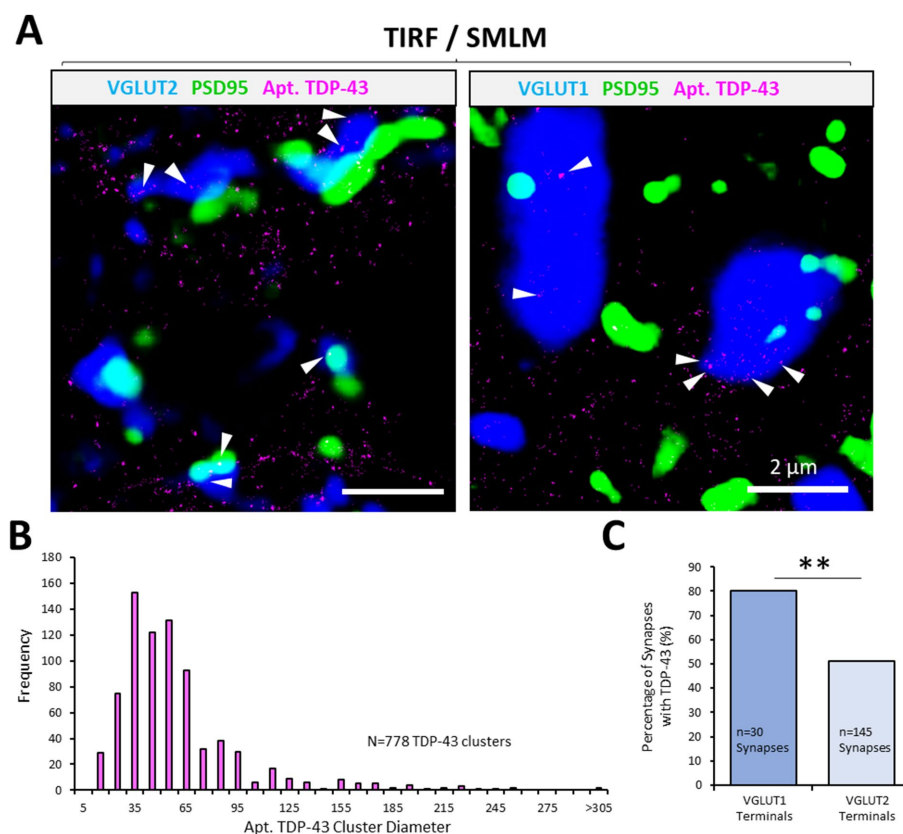 A
TIRF / SMLM
VGLUT2 PSD95 Apt. TDP-43
VGLUT1 PSD95 Apt. TDP-43
2 µm
B
180
160
140
120
100
80
60
40
20
0
Frequency
N=778 TDP-43 clusters
5 35 65 95 125 155 185 215 245 275 >305
Apt. TDP-43 Cluster Diameter
C
**
90
80
70
60
50
40
30
20
10
0
Percentage of Synapses
with TDP-43 (%)
n=30
Synapses
n=145
Synapses
VGLUT1
Terminals
VGLUT2
Terminals